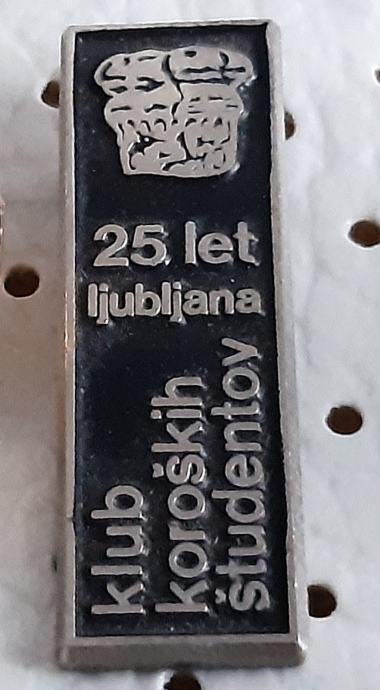 25 let
ljubljana
klub
koroških
študentov